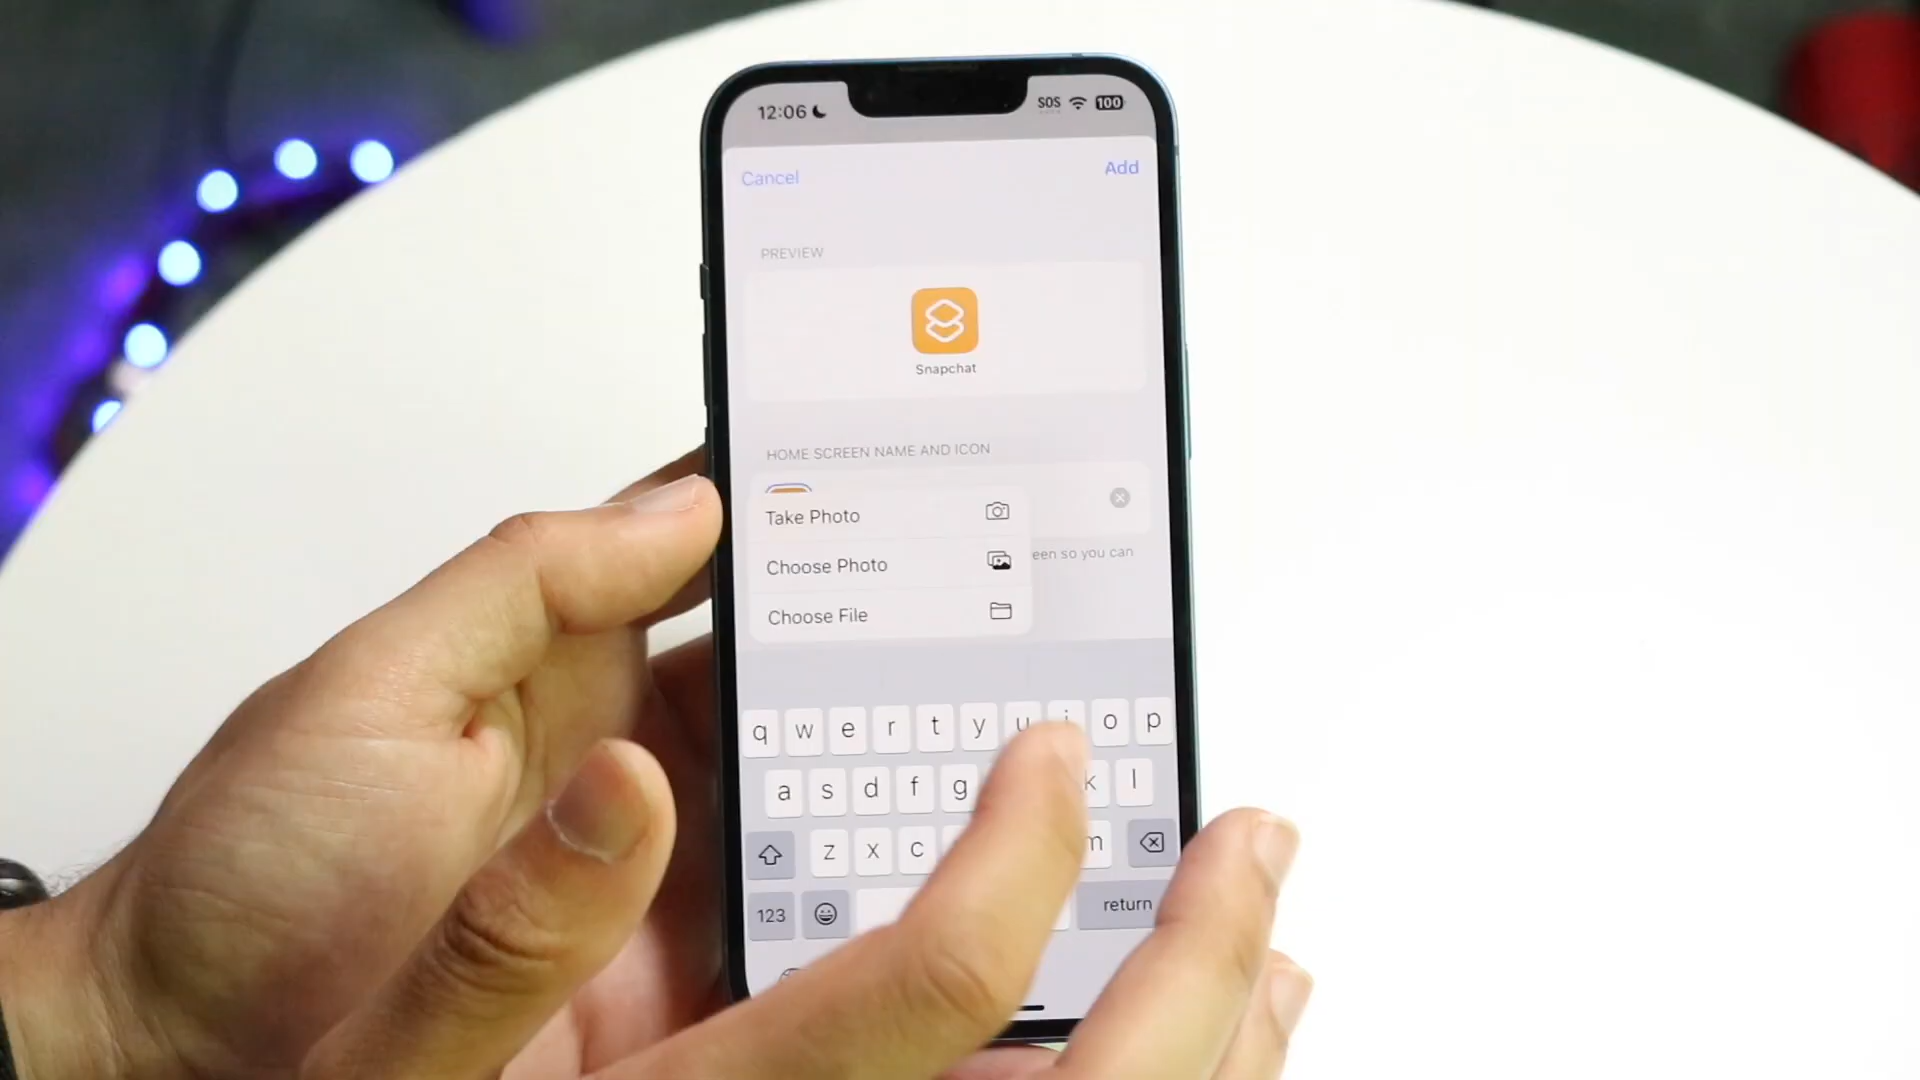 12:06 SOS 100
Cancel Add
PREVIEW
Snapchat
HOME SCREEN NAME AND ICON
Take Photo
een so you can
Choose Photo
Choose File
q w e r t y u i o p
a s d f g k l
z x c m
123 return